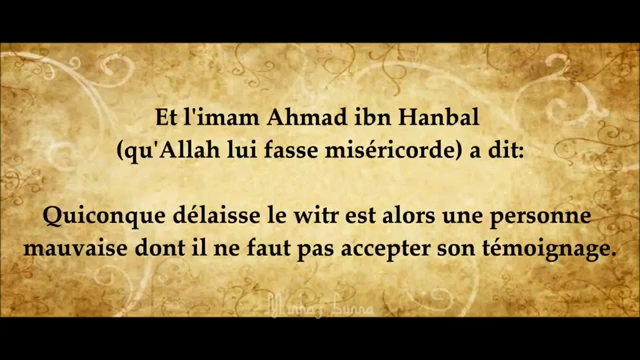 Et l'imam Ahmad ibn Hanbal
(qu'Allah lui fasse miséricorde) a dit:
Quiconque délaisse le witr est alors une personne
mauvaise dont il ne faut pas accepter son témoignage.